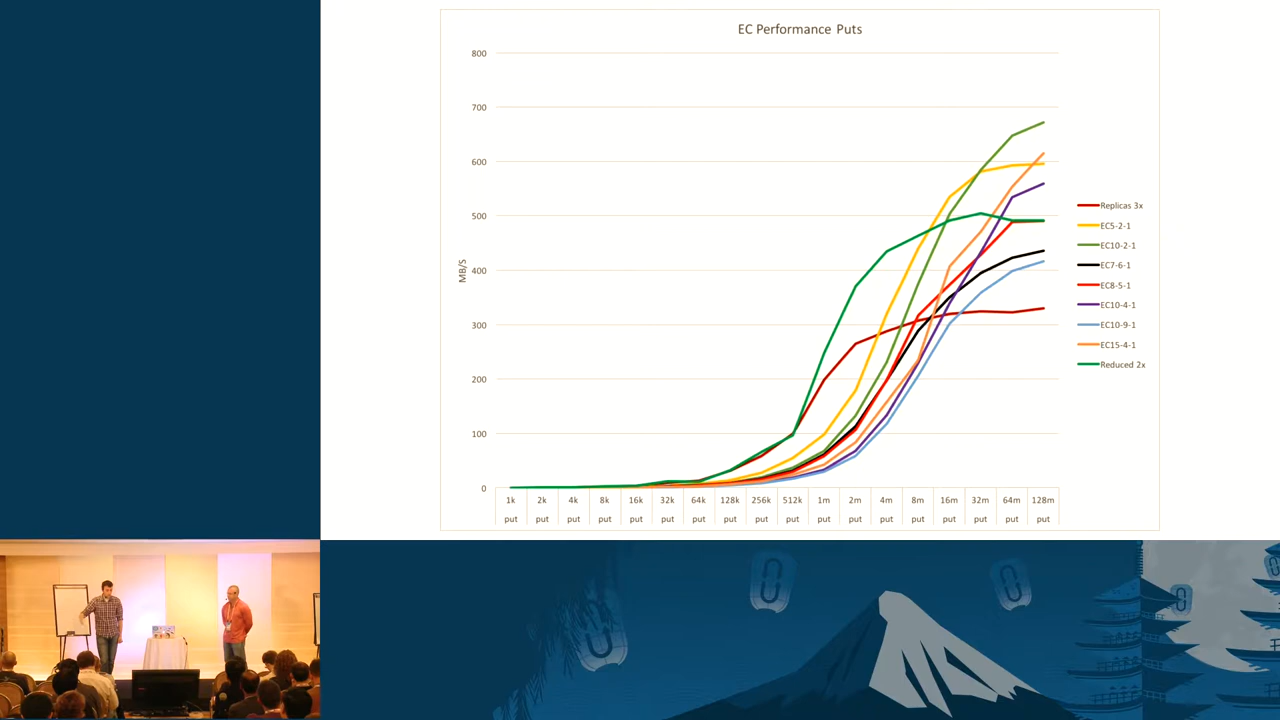 EC Performance Puts
800
700
600
500
400
300
200
100
0
MB/S
1k put
2k put
4k put
8k put
16k put
32k put
64k put
128k put
256k put
512k put
1m put
2m put
4m put
8m put
16m put
32m put
64m put
128m put
Replicas 3x
EC5-2-1
EC10-2-1
EC7-6-1
EC8-5-1
EC10-4-1
EC10-9-1
EC15-4-1
Reduced 2x